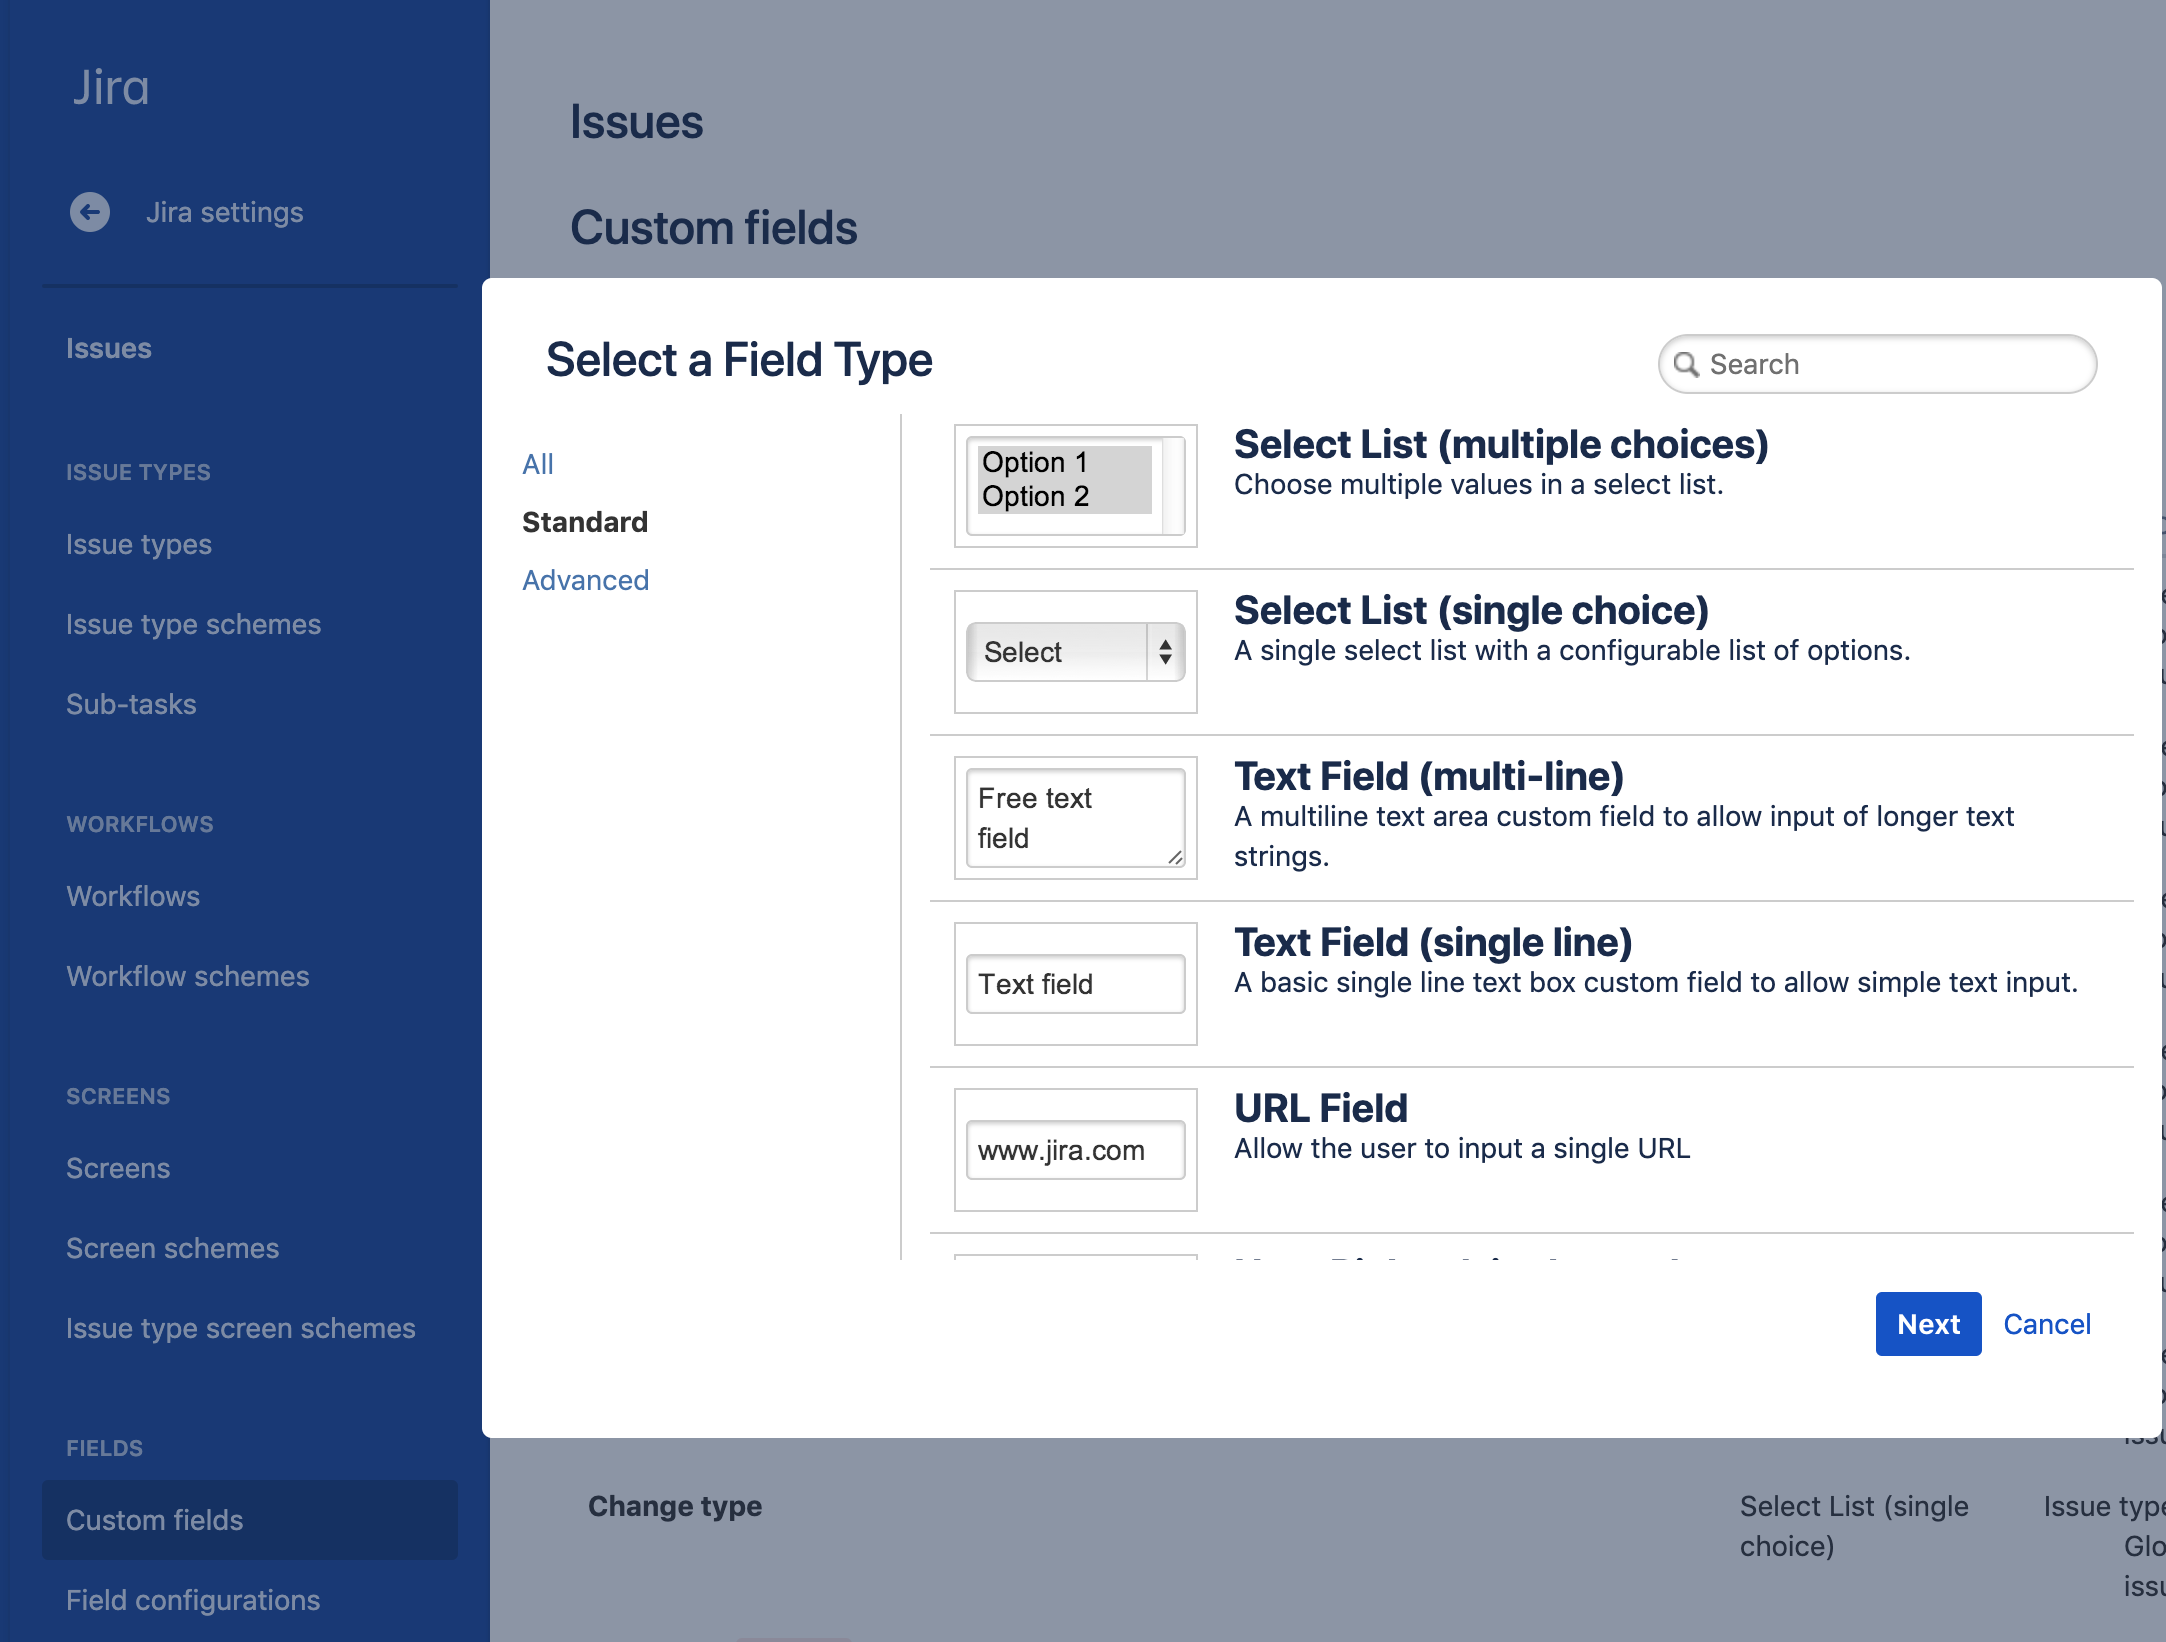 Jira
Jira settings
Issues
ISSUE TYPES
Issue types
Issue type schemes
Sub-tasks
WORKFLOWS
Workflows
Workflow schemes
SCREENS
Screens
Screen schemes
Issue type screen schemes
FIELDS
Custom fields
Field configurations
Issues
Custom fields
Select a Field Type
Search
All
Standard
Advanced
Option 1
Option 2
Select List (multiple choices)
Choose multiple values in a select list.
Select
Select List (single choice)
A single select list with a configurable list of options.
Free text
field
Text Field (multi-line)
A multiline text area custom field to allow input of longer text
strings.
Text field
Text Field (single line)
A basic single line text box custom field to allow simple text input.
www.jira.com
URL Field
Allow the user to input a single URL
Next
Cancel
Change type
Select List (single
choice)
Issue type
Glo
issu